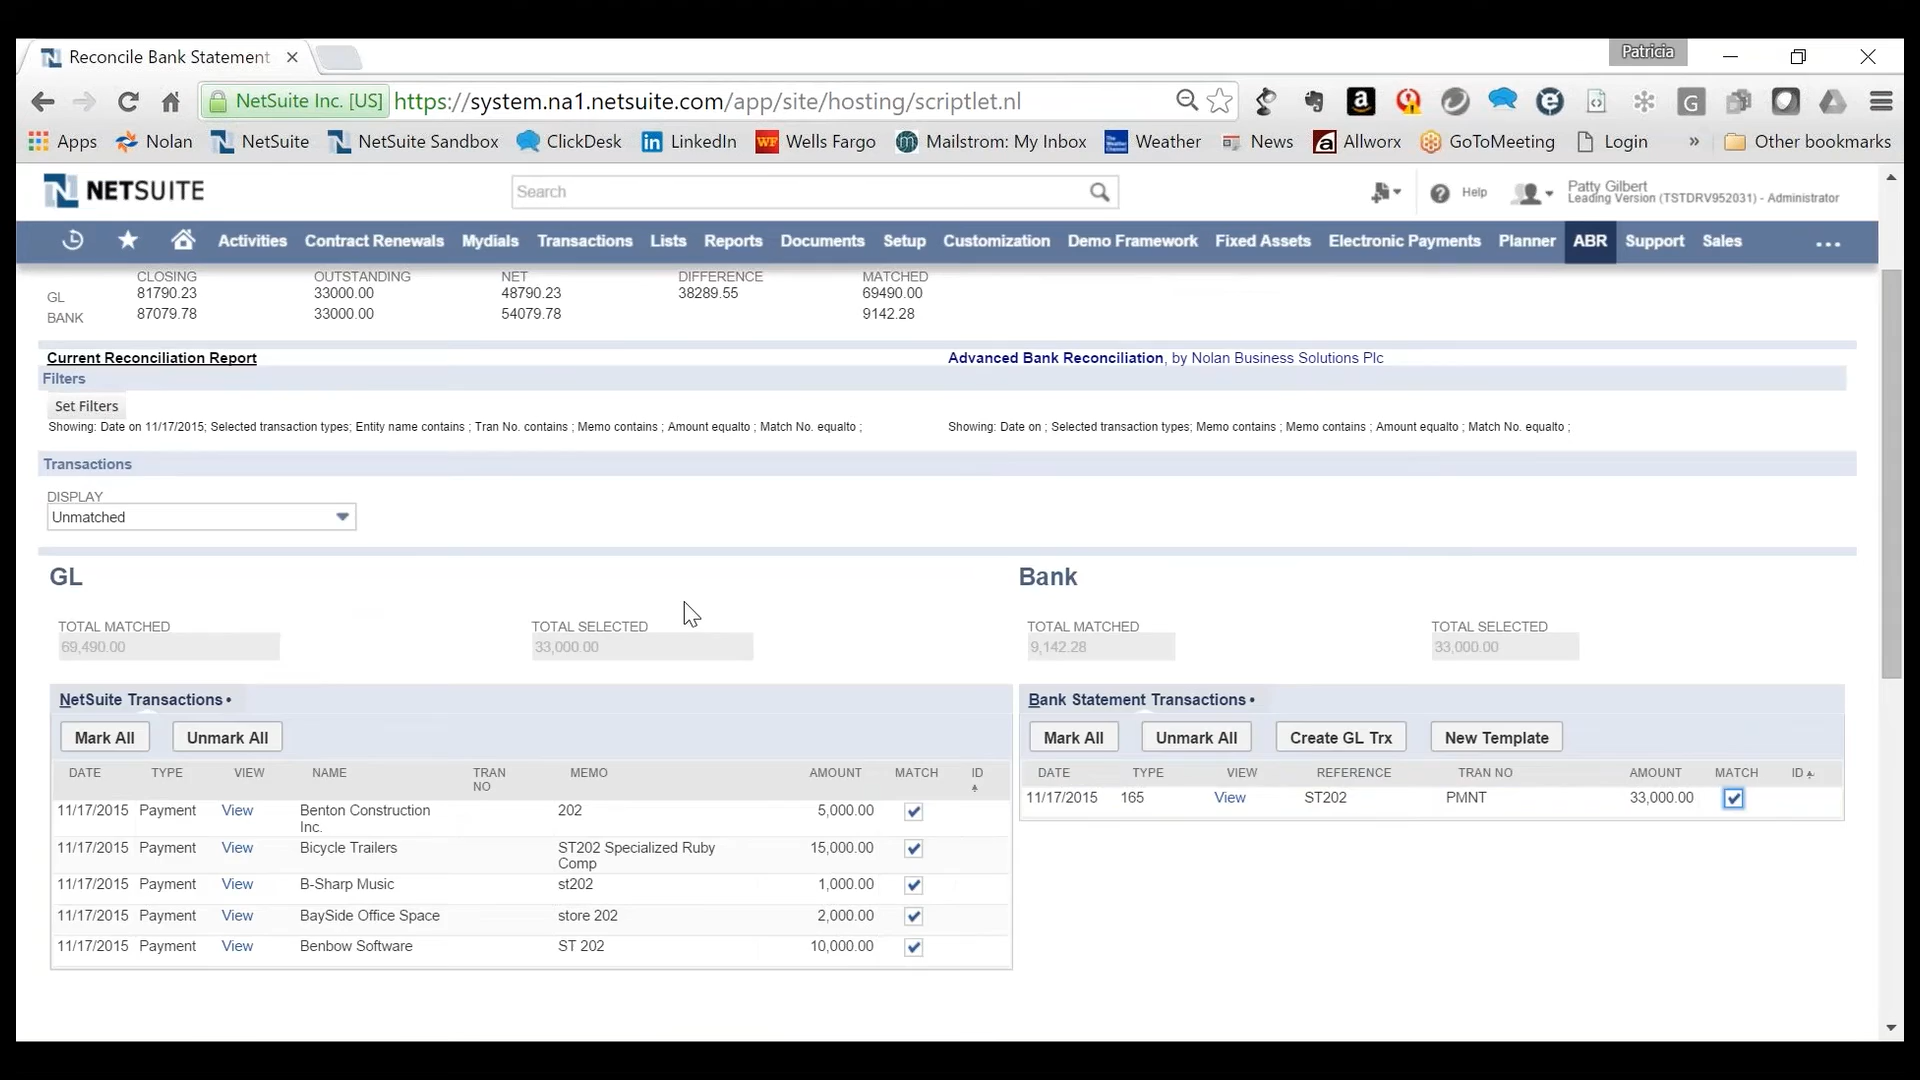 Reconcile Bank Statement
Patricia
NetSuite Inc. [US] https://system.na1.netsuite.com/app/site/hosting/scriptlet.nl
Apps Nolan NetSuite NetSuite Sandbox ClickDesk LinkedIn Wells Fargo Mailstrom: My Inbox Weather News Allworx GoToMeeting Login » Other bookmarks
NETSUITE
Search
Help
Patty Gilbert
Leading Version (TSTDRV952031) - Administrator
Activities Contract Renewals Mydials Transactions Lists Reports Documents Setup Customization Demo Framework Fixed Assets Electronic Payments Planner ABR Support Sales ...
CLOSING OUTSTANDING NET DIFFERENCE MATCHED
GL 81790.23 33000.00 48790.23 38289.55 69490.00
BANK 87079.78 33000.00 54079.78 9142.28
Current Reconciliation Report
Advanced Bank Reconciliation, by Nolan Business Solutions Plc
Filters
Set Filters
Showing: Date on 11/17/2015; Selected transaction types; Entity name contains ; Tran No. contains ; Memo contains ; Amount equalto ; Match No. equalto ;
Showing: Date on ; Selected transaction types; Memo contains ; Memo contains ; Amount equalto ; Match No. equalto ;
Transactions
DISPLAY
Unmatched
GL
Bank
TOTAL MATCHED TOTAL SELECTED TOTAL MATCHED TOTAL SELECTED
69,490.00 33,000.00 9,142.28 33,000.00
NetSuite Transactions •
Mark All Unmark All
DATE TYPE VIEW NAME TRAN NO MEMO AMOUNT MATCH ID
11/17/2015 Payment View Benton Construction Inc. 202 5,000.00
11/17/2015 Payment View Bicycle Trailers ST202 Specialized Ruby Comp 15,000.00
11/17/2015 Payment View B-Sharp Music st202 1,000.00
11/17/2015 Payment View BaySide Office Space store 202 2,000.00
11/17/2015 Payment View Benbow Software ST 202 10,000.00
Bank Statement Transactions •
Mark All Unmark All Create GL Trx New Template
DATE TYPE VIEW REFERENCE TRAN NO AMOUNT MATCH ID
11/17/2015 165 View ST202 PMNT 33,000.00